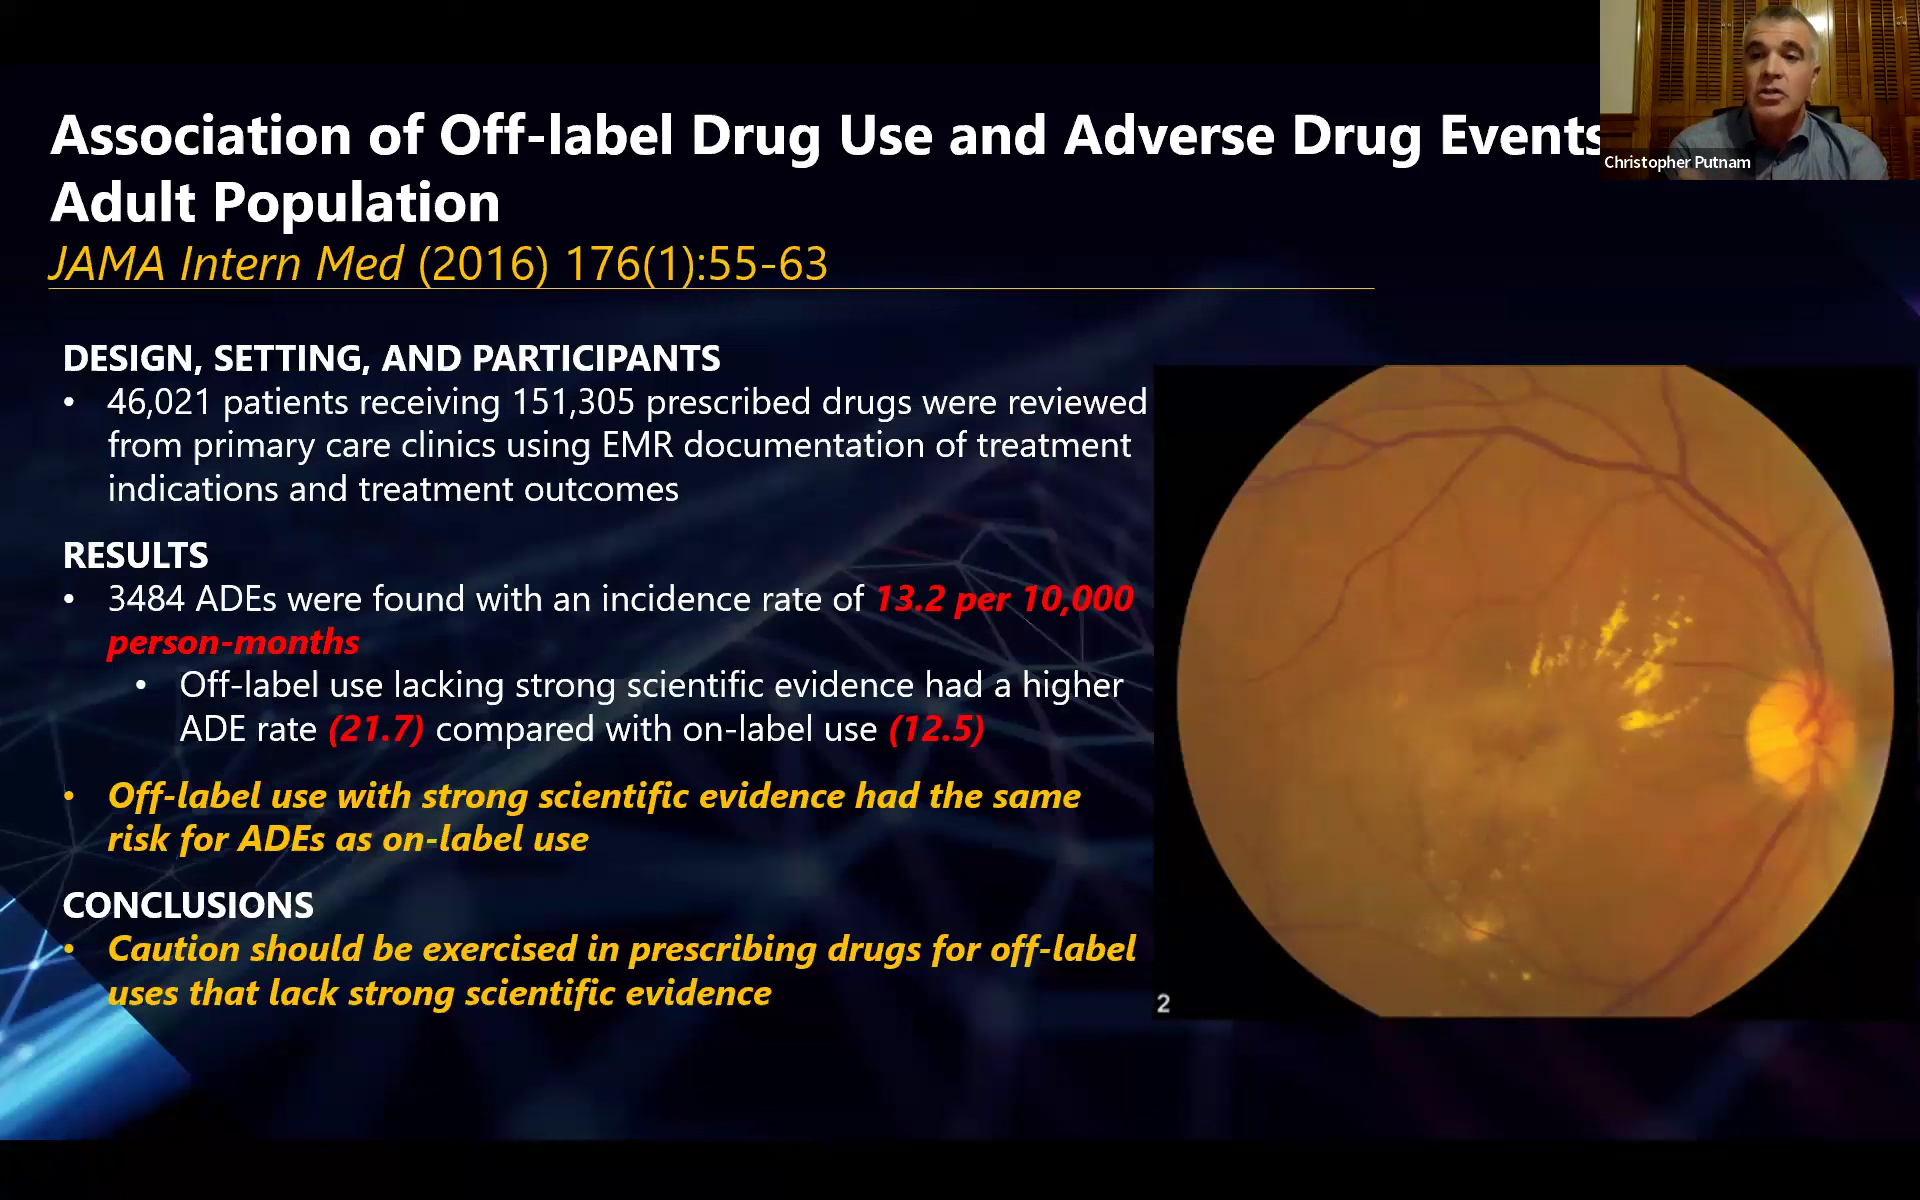 Association of Off-label Drug Use and Adverse Drug Events
Adult Population
JAMA Intern Med (2016) 176(1):55-63
Christopher Putnam
DESIGN, SETTING, AND PARTICIPANTS
• 46,021 patients receiving 151,305 prescribed drugs were reviewed
from primary care clinics using EMR documentation of treatment
indications and treatment outcomes
RESULTS
• 3484 ADEs were found with an incidence rate of 13.2 per 10,000
person-months
• Off-label use lacking strong scientific evidence had a higher
ADE rate (21.7) compared with on-label use (12.5)
• Off-label use with strong scientific evidence had the same
risk for ADEs as on-label use
CONCLUSIONS
• Caution should be exercised in prescribing drugs for off-label
uses that lack strong scientific evidence
2